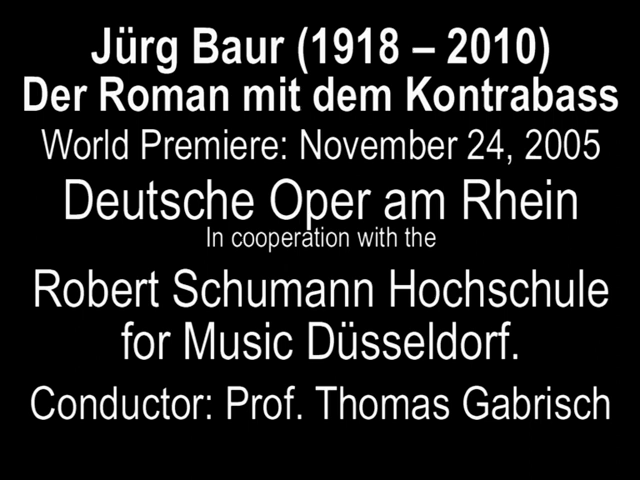 Jürg Baur (1918 – 2010)
Der Roman mit dem Kontrabass
World Premiere: November 24, 2005
Deutsche Oper am Rhein
In cooperation with the
Robert Schumann Hochschule
for Music Düsseldorf.
Conductor: Prof. Thomas Gabrisch